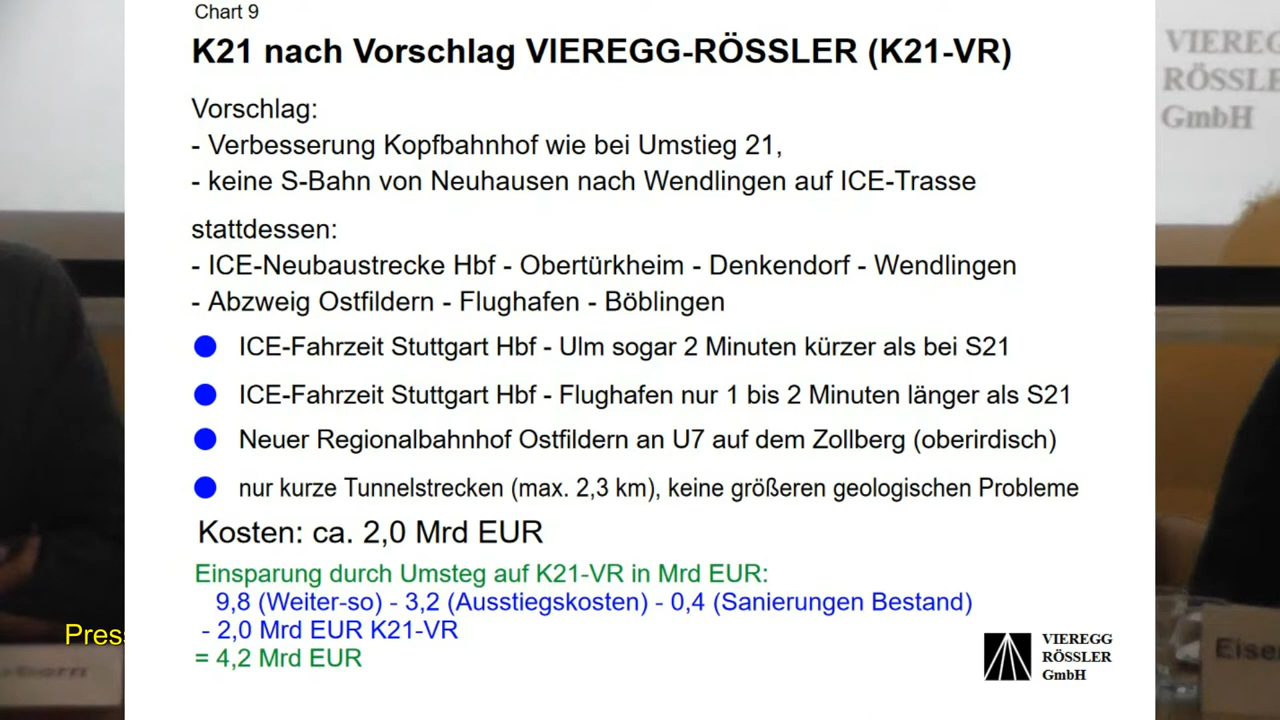 Chart 9
K21 nach Vorschlag VIEREGG-RÖSSLER (K21-VR)
Vorschlag:
- Verbesserung Kopfbahnhof wie bei Umstieg 21,
- keine S-Bahn von Neuhausen nach Wendlingen auf ICE-Trasse
stattdessen:
- ICE-Neubaustrecke Hbf - Obertürkheim - Denkendorf - Wendlingen
- Abzweig Ostfildern - Flughafen - Böblingen
ICE-Fahrzeit Stuttgart Hbf - Ulm sogar 2 Minuten kürzer als bei S21
ICE-Fahrzeit Stuttgart Hbf - Flughafen nur 1 bis 2 Minuten länger als S21
Neuer Regionalbahnhof Ostfildern an U7 auf dem Zollberg (oberirdisch)
nur kurze Tunnelstrecken (max. 2,3 km), keine größeren geologischen Probleme
Kosten: ca. 2,0 Mrd EUR
Einsparung durch Umsteg auf K21-VR in Mrd EUR:
9,8 (Weiter-so) - 3,2 (Ausstiegskosten) - 0,4 (Sanierungen Bestand)
- 2,0 Mrd EUR K21-VR
= 4,2 Mrd EUR
VIEREGG
RÖSSLER
GmbH
VIEREG
RÖSSL
GmbH
Press
Eise